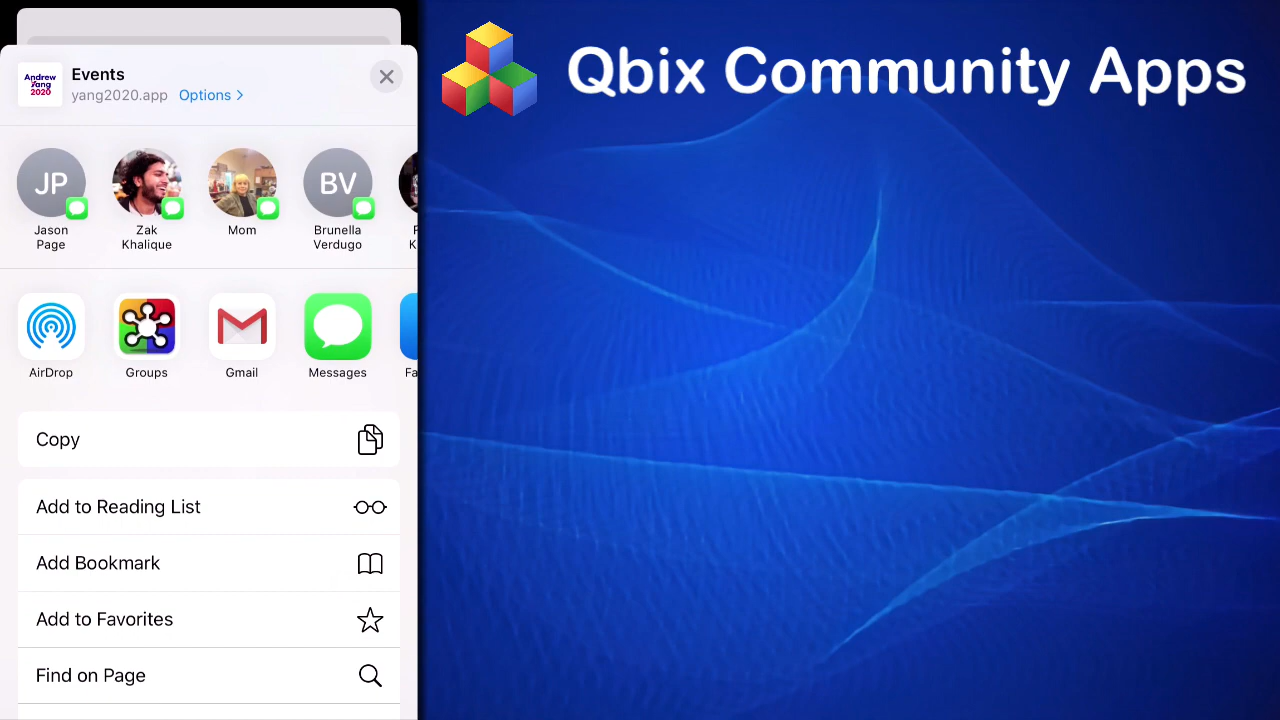 Andrew
Yang
2020
Events
yang2020.app Options >
Qbix Community Apps
JP
BV
Jason
Page
Zak
Khalique
Mom
Brunella
Verdugo
AirDrop
Groups
Gmail
Messages
Fa
Copy
Add to Reading List
Add Bookmark
Add to Favorites
Find on Page